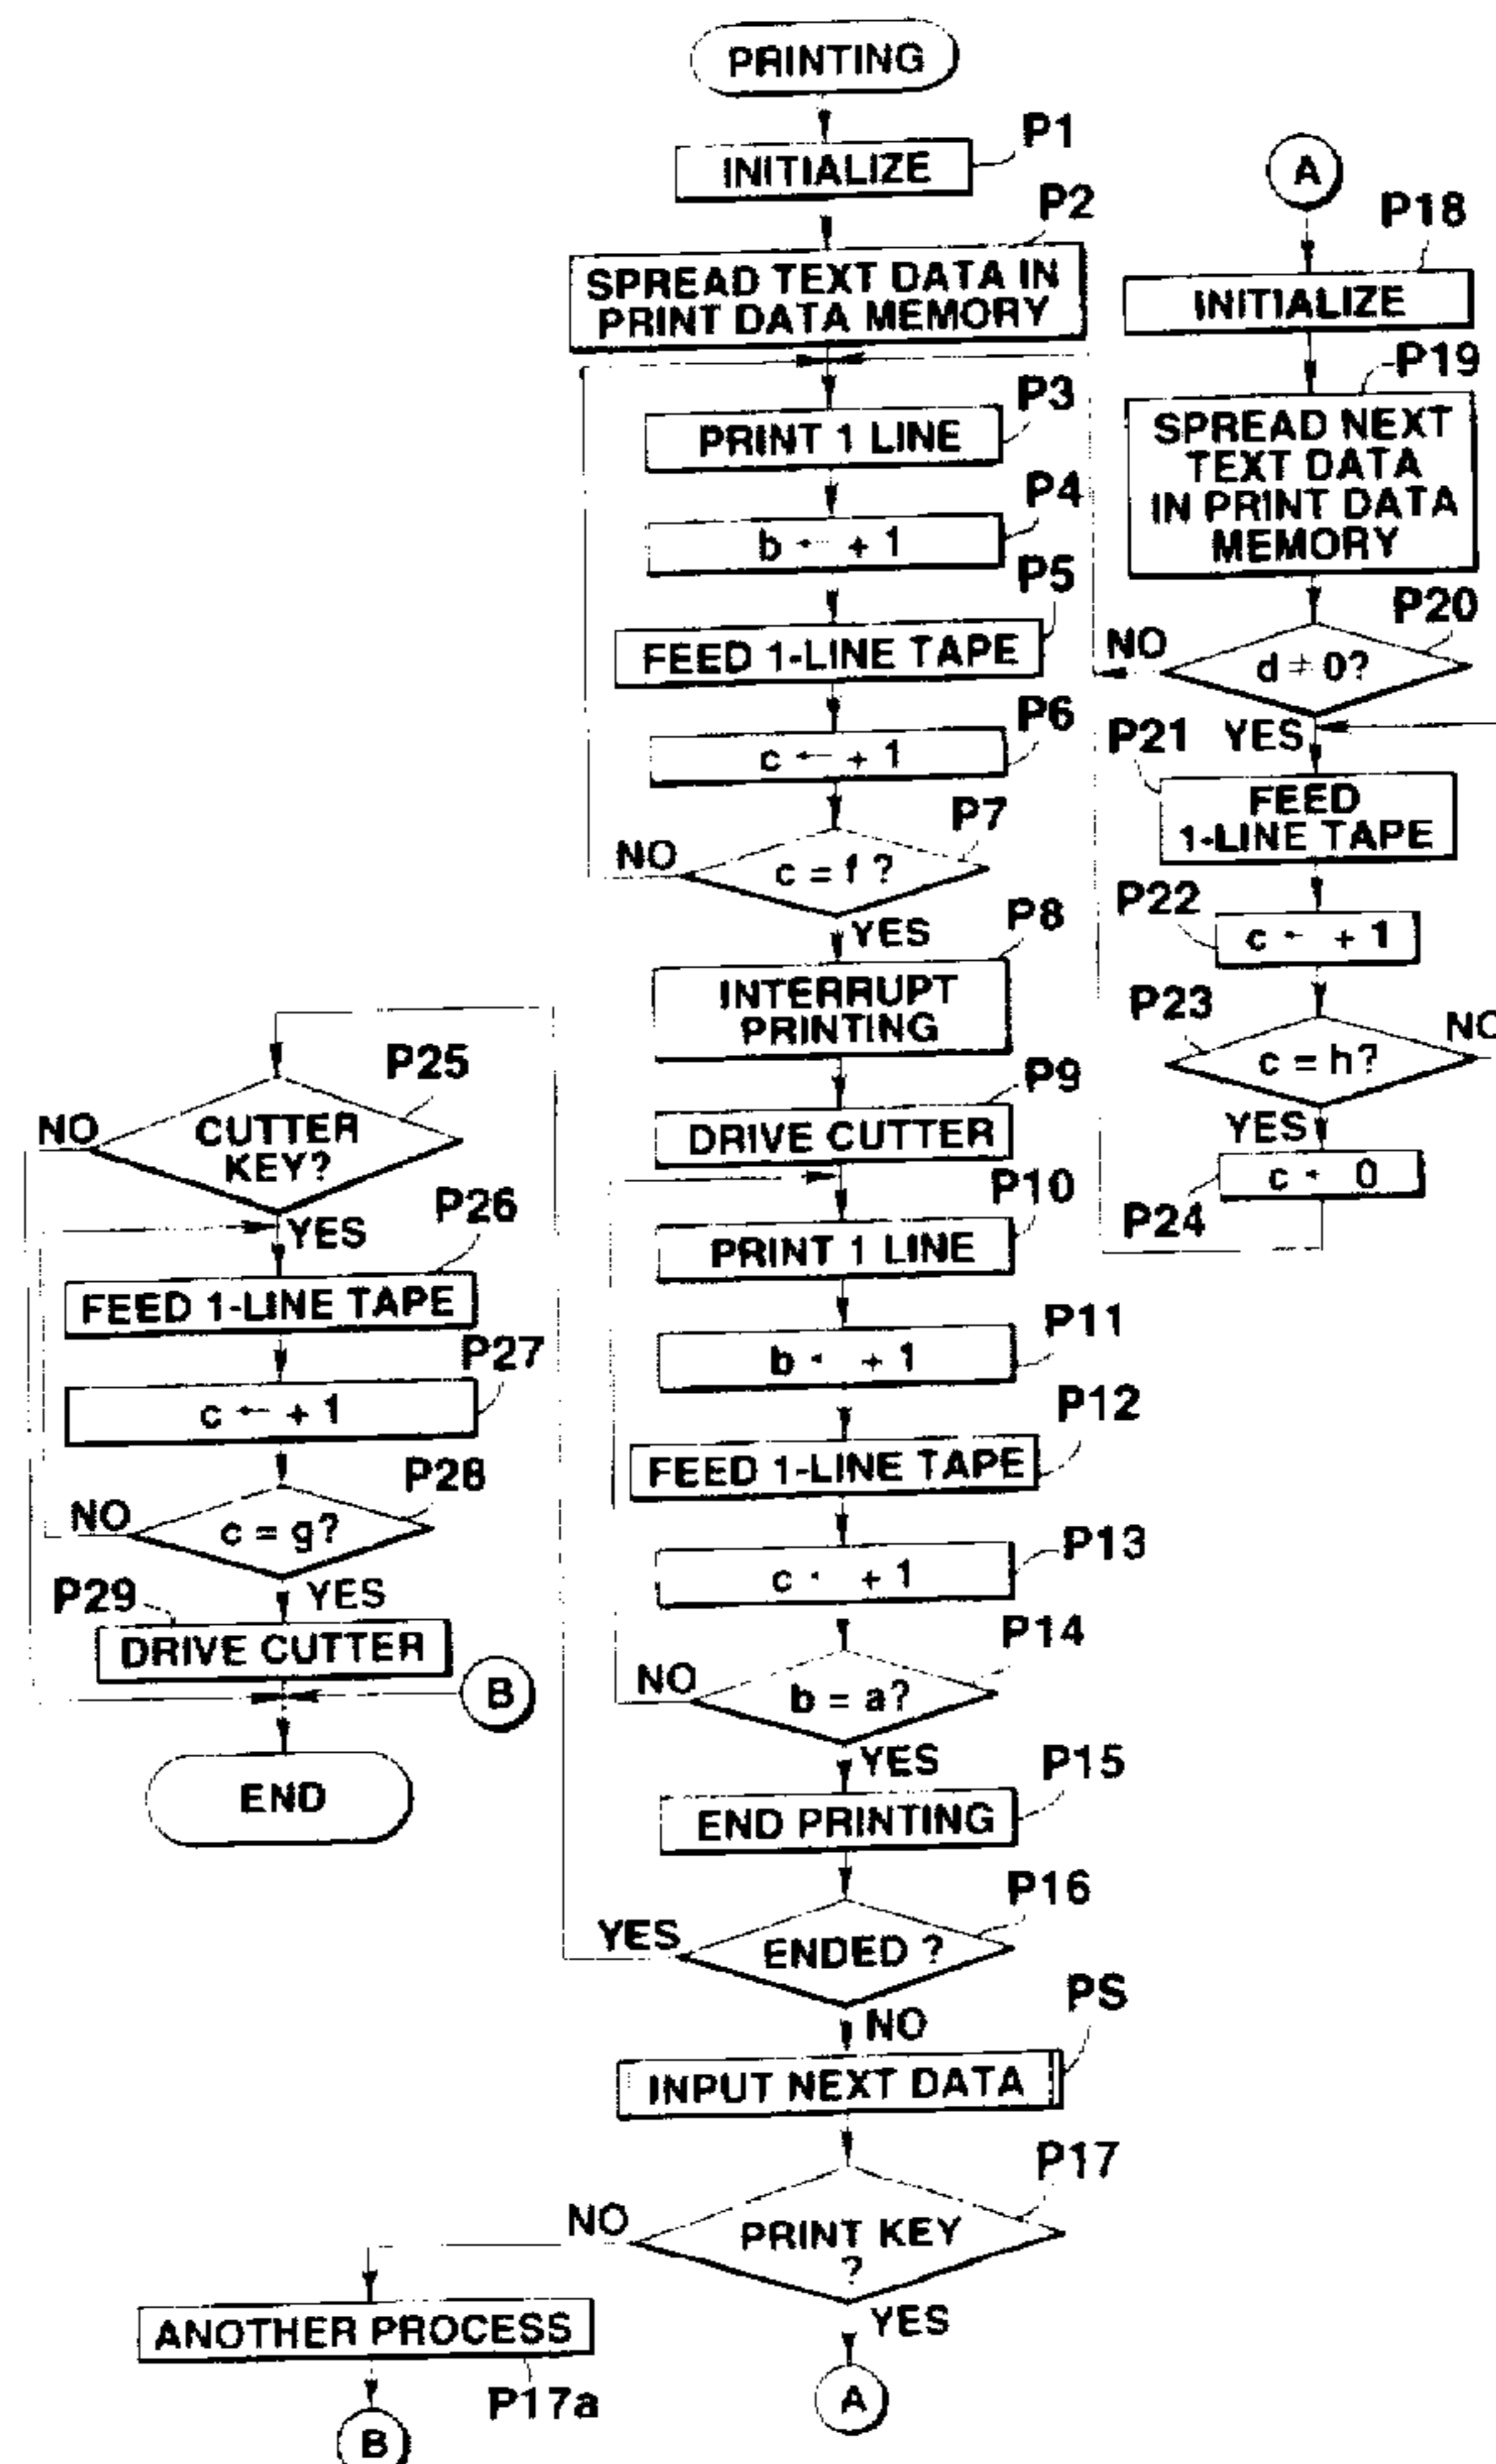 PRINTING
P1
INITIALIZE
P2
SPREAD TEXT DATA IN
PRINT DATA MEMORY
P3
PRINT 1 LINE
P4
b ← + 1
P5
FEED 1-LINE TAPE
P6
c ← + 1
P7
NO
c = f ?
YES
P8
INTERRUPT
PRINTING
P9
DRIVE CUTTER
P10
PRINT 1 LINE
P11
b ← + 1
P12
FEED 1-LINE TAPE
P13
c ← + 1
P14
NO
b = a?
YES
P15
END PRINTING
P16
YES
ENDED ?
NO
PS
INPUT NEXT DATA
P17
NO
PRINT KEY
?
YES
A
ANOTHER PROCESS
P17a
B
A
P18
INITIALIZE
P19
SPREAD NEXT
TEXT DATA
IN PRINT DATA
MEMORY
P20
NO
d ≠ 0?
P21
YES
FEED
1-LINE TAPE
P22
c ← + 1
P23
NO
c = h?
YES
c ← 0
P24
P25
NO
CUTTER
KEY?
YES
P26
FEED 1-LINE TAPE
P27
c ← + 1
P28
NO
c = g?
YES
P29
DRIVE CUTTER
B
END